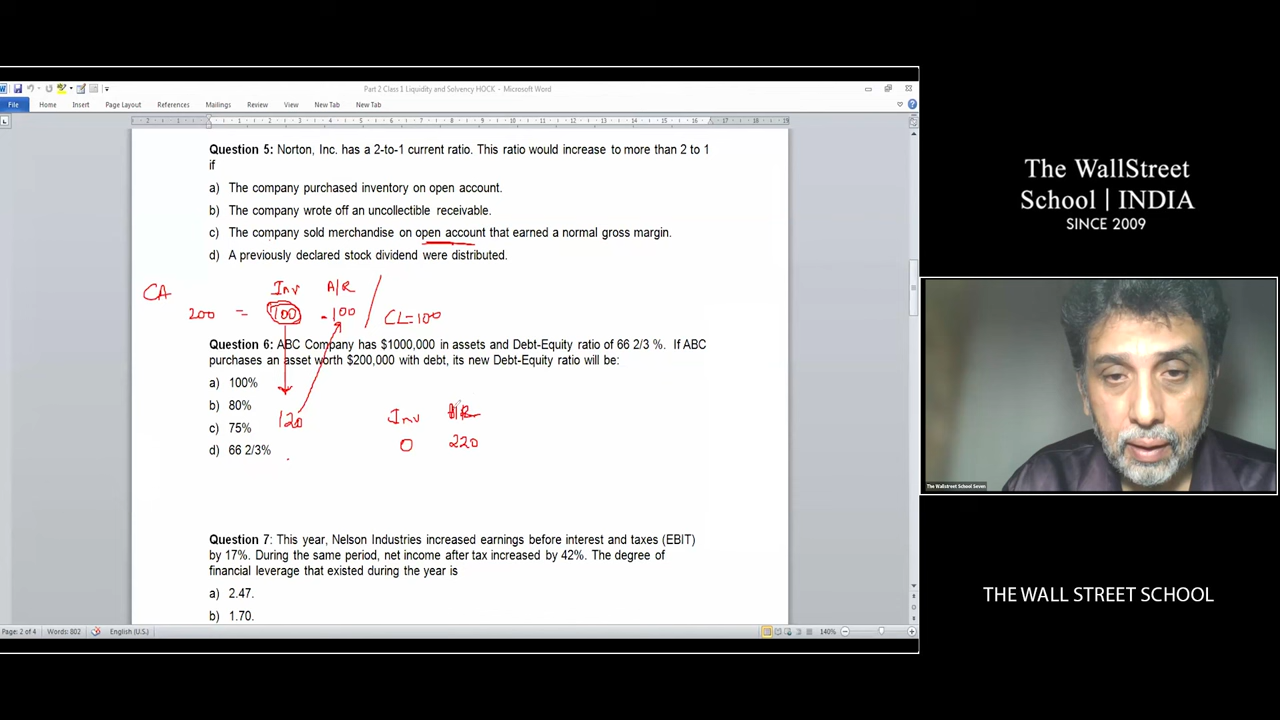 Part 2 Class 1 Liquidity and Solvency HOCK - Microsoft Word
File Home Insert Page Layout References Mailings Review View New Tab New Tab
Question 5: Norton, Inc. has a 2-to-1 current ratio. This ratio would increase to more than 2 to 1
if
a) The company purchased inventory on open account.
b) The company wrote off an uncollectible receivable.
c) The company sold merchandise on open account that earned a normal gross margin.
d) A previously declared stock dividend were distributed.
Inv A/R
CA
200 = 100 100 / CL=100
Question 6: ABC Company has $1000,000 in assets and Debt-Equity ratio of 66 2/3 %. If ABC
purchases an asset worth $200,000 with debt, its new Debt-Equity ratio will be:
a) 100%
b) 80%
c) 75%
d) 66 2/3%
120
Inv A/R
0 220
Question 7: This year, Nelson Industries increased earnings before interest and taxes (EBIT)
by 17%. During the same period, net income after tax increased by 42%. The degree of
financial leverage that existed during the year is
a) 2.47.
b) 1.70.
Page: 2 of 4 Words: 802 English (U.S.) 140%
The WallStreet
School | INDIA
SINCE 2009
The Wallstreet School Seven
THE WALL STREET SCHOOL